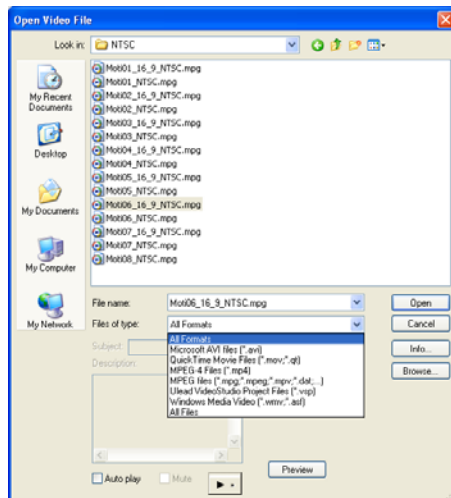 Open Video File
Look in: NTSC
Moti01_16_9_NTSC.mpg
Moti01_NTSC.mpg
Moti02_16_9_NTSC.mpg
Moti02_NTSC.mpg
Moti03_16_9_NTSC.mpg
Moti03_NTSC.mpg
Moti04_16_9_NTSC.mpg
Moti04_NTSC.mpg
Moti05_16_9_NTSC.mpg
Moti05_NTSC.mpg
Moti06_16_9_NTSC.mpg
Moti06_NTSC.mpg
Moti07_16_9_NTSC.mpg
Moti07_NTSC.mpg
Moti08_NTSC.mpg
My Recent
Documents
Desktop
My Documents
My Computer
My Network
File name: Moti06_16_9_NTSC.mpg Open
Files of type: All Formats Cancel
All Formats
Microsoft AVI files (*.avi)
QuickTime Movie Files (*.mov;*.qt)
MPEG-4 Files (*.mp4)
MPEG files (*.mpg;*.mpeg;*.mpv;*.dat;...)
Ulead VideoStudio Project Files (*.vsp)
Windows Media Video (*.wmv;*.asf)
All Files
Subject:
Description:
Info...
Browse...
Auto play Mute Preview